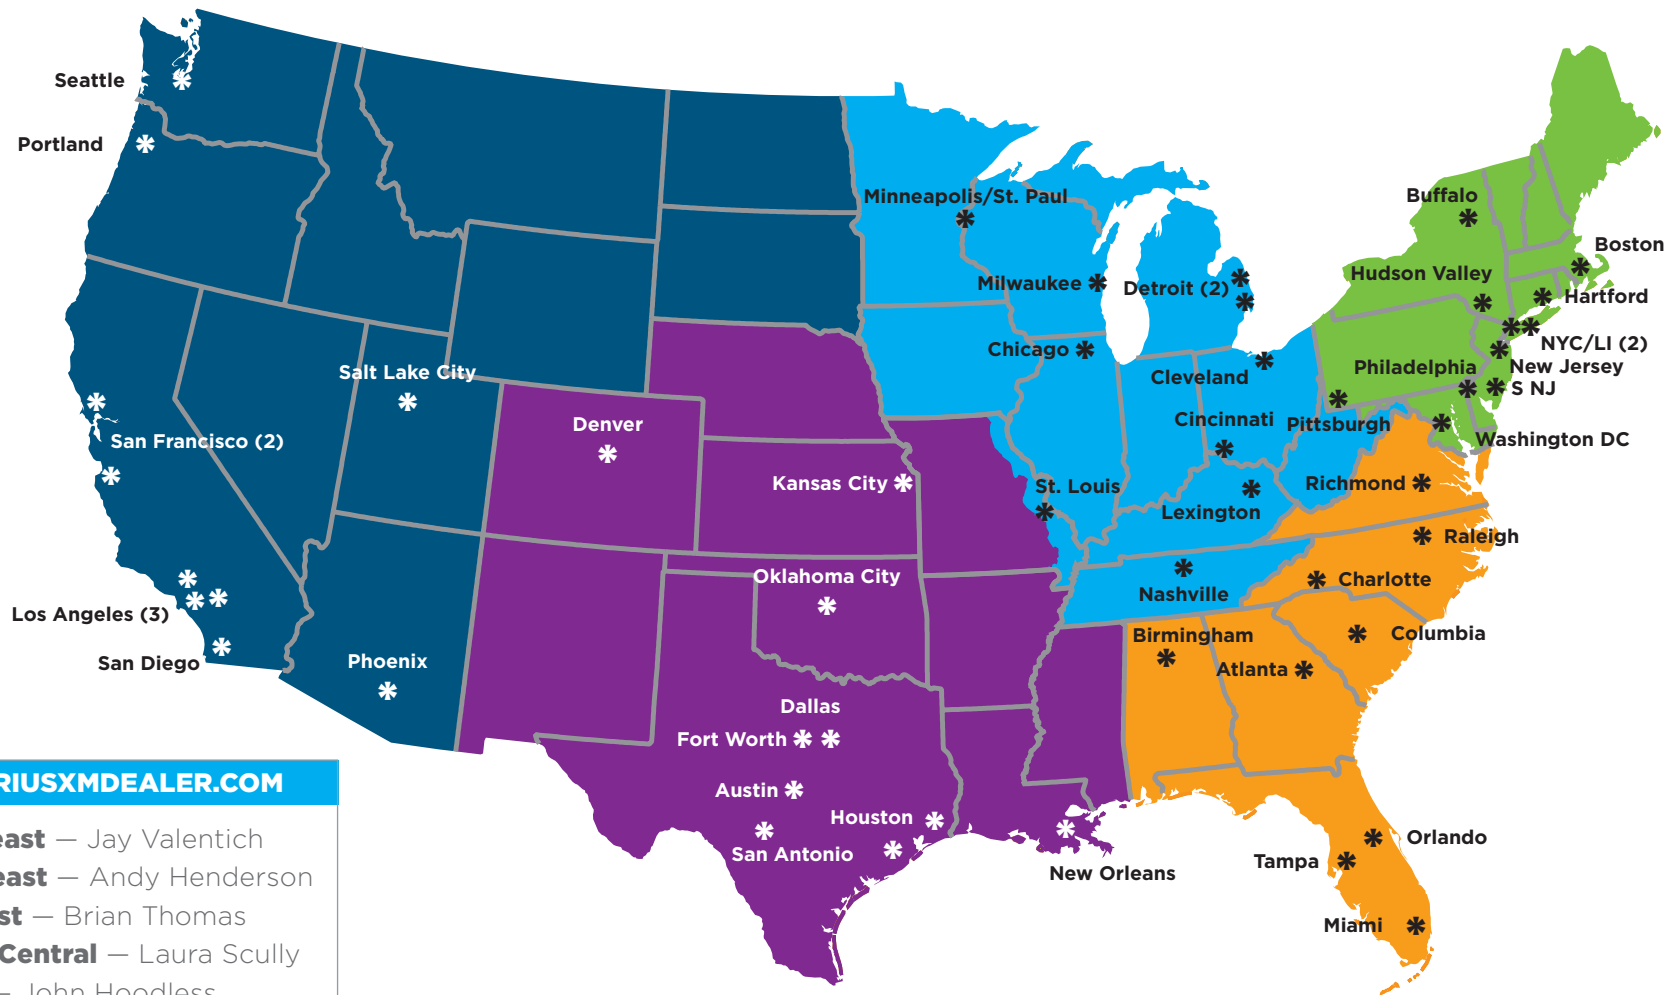 Seattle
Portland
Minneapolis/St. Paul
Buffalo
Boston
Hudson Valley
Milwaukee
Detroit (2)
Hartford
NYC/LI (2)
Chicago
Cleveland
Philadelphia
New Jersey
S NJ
Salt Lake City
Denver
Cincinnati
Pittsburgh
Washington DC
San Francisco (2)
Kansas City
St. Louis
Lexington
Richmond
Raleigh
Oklahoma City
Nashville
Charlotte
Los Angeles (3)
San Diego
Phoenix
Birmingham
Atlanta
Columbia
Dallas
Fort Worth
Austin
Houston
San Antonio
New Orleans
Orlando
Tampa
Miami
RIUSXMDEALER.COM
east — Jay Valentich
east — Andy Henderson
st — Brian Thomas
Central — Laura Scully
— John Hoodless